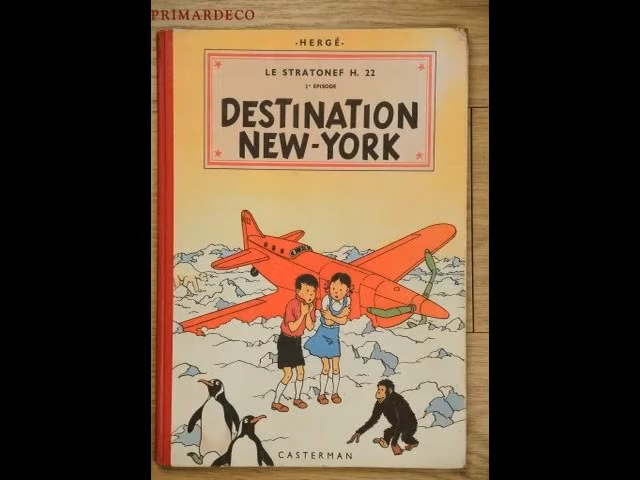 PRIMARDECO
-HERGÉ-
LE STRATONEF H. 22
2e ÉPISODE
DESTINATION
NEW-YORK
CASTERMAN